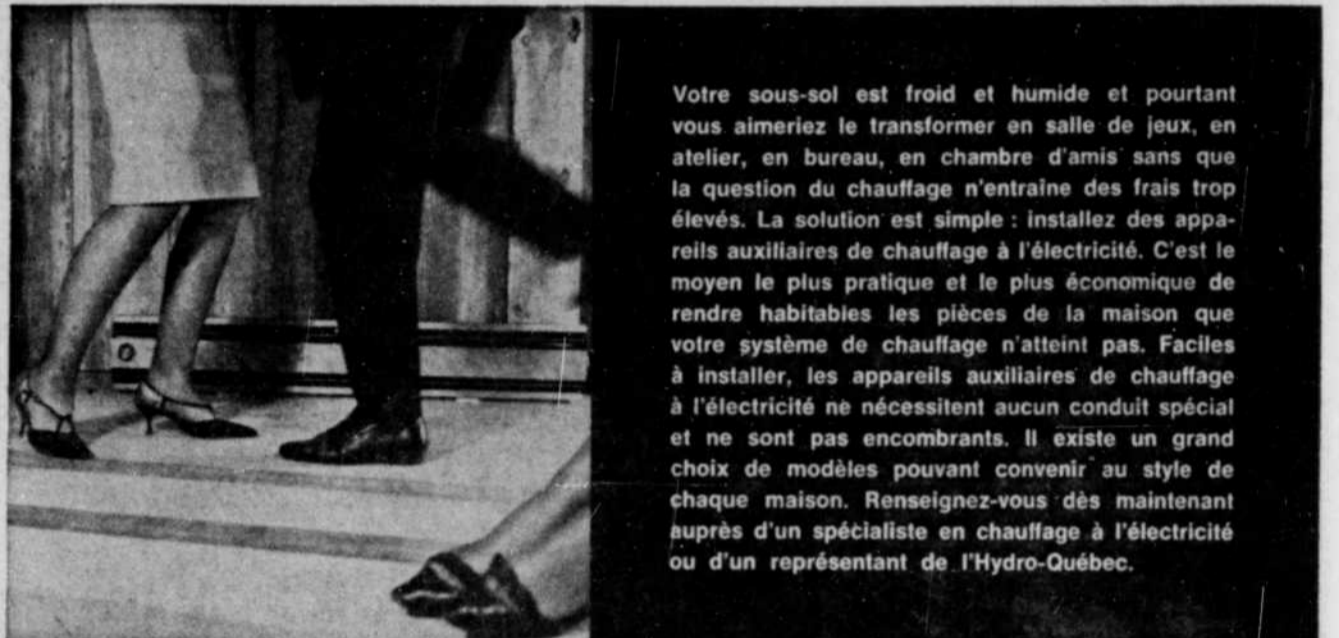 Votre sous-sol est froid et humide et pourtant
vous aimeriez le transformer en salle de jeux, en
atelier, en bureau, en chambre d'amis sans que
la question du chauffage n'entraîne des frais trop
élevés. La solution est simple : installez des appa-
reils auxiliaires de chauffage à l'électricité. C'est le
moyen le plus pratique et le plus économique de
rendre habitables les pièces de la maison que
votre système de chauffage n'atteint pas. Faciles
à installer, les appareils auxiliaires de chauffage
à l'électricité ne nécessitent aucun conduit spécial
et ne sont pas encombrants. Il existe un grand
choix de modèles pouvant convenir au style de
chaque maison. Renseignez-vous dès maintenant
auprès d'un spécialiste en chauffage à l'électricité
ou d'un représentant de l'Hydro-Québec.